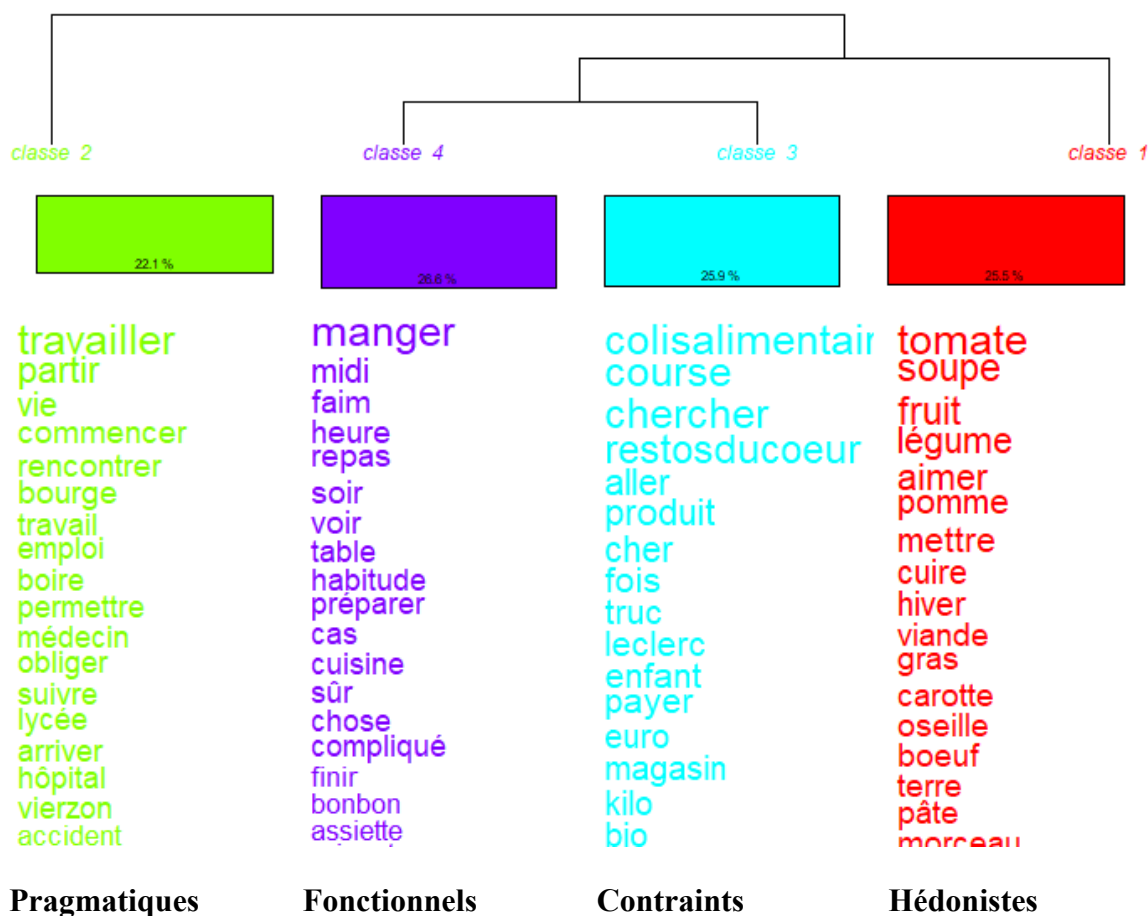 classe 2
classe 4
classe 3
classe 1
22.1 %
26.6 %
25.9 %
25.5 %
travailler
partir
vie
commencer
rencontrer
bourge
travail
emploi
boire
permettre
médecin
obliger
suivre
lycée
arriver
hôpital
vierzon
accident
Pragmatiques
manger
midi
faim
heure
repas
soir
voir
table
habitude
préparer
cas
cuisine
sûr
chose
compliqué
finir
bonbon
assiette
Fonctionnels
colisalimentair
course
chercher
restosducoeur
aller
produit
cher
fois
truc
leclerc
enfant
payer
euro
magasin
kilo
bio
Contraints
tomate
soupe
fruit
légume
aimer
pomme
mettre
cuire
hiver
viande
gras
carotte
oseille
boeuf
terre
pâte
morceau
Hédonistes